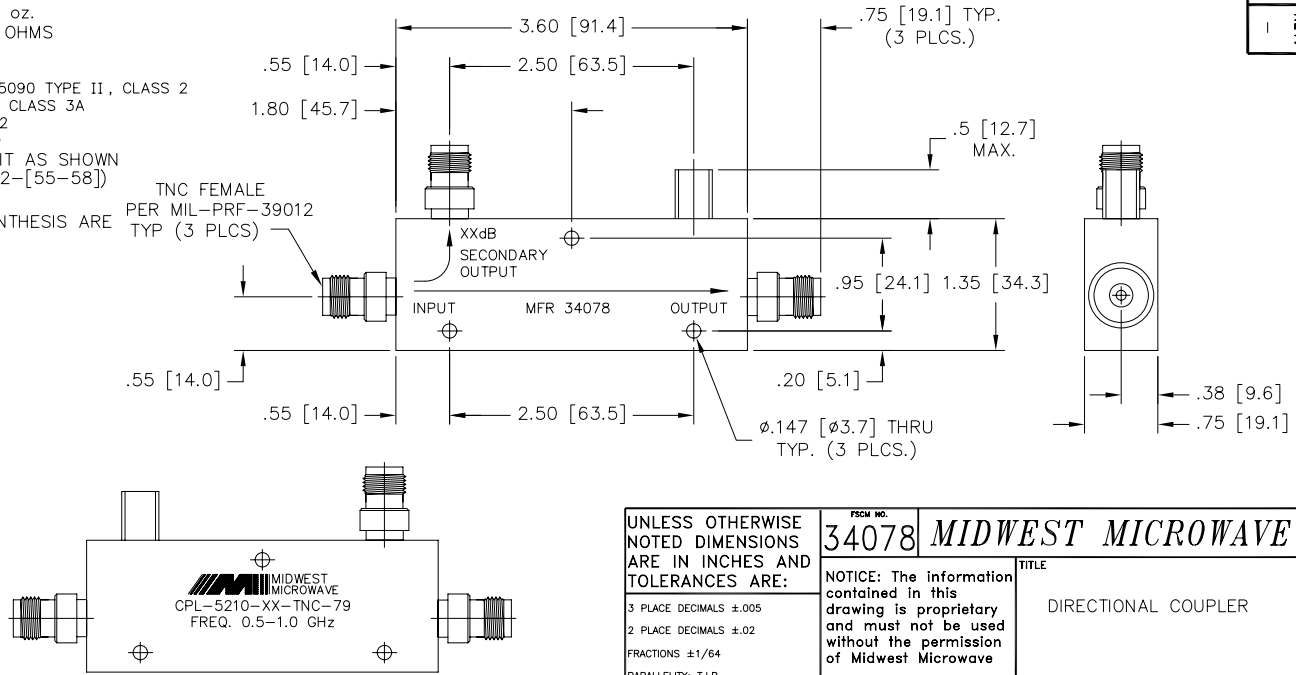 oz.
OHMS
5090 TYPE II, CLASS 2
CLASS 3A
2
IT AS SHOWN
2-[55-58])
NTHESIS ARE
3.60 [91.4]
.75 [19.1] TYP.
(3 PLCS.)
.55 [14.0]
2.50 [63.5]
1.80 [45.7]
.5 [12.7]
MAX.
TNC FEMALE
PER MIL-PRF-39012
TYP (3 PLCS)
XXdB
SECONDARY
OUTPUT
.95 [24.1]
1.35 [34.3]
INPUT
MFR 34078
OUTPUT
.55 [14.0]
.20 [5.1]
.38 [9.6]
.55 [14.0]
2.50 [63.5]
.75 [19.1]
ø.147 [ø3.7] THRU
TYP. (3 PLCS.)
MIDWEST
MICROWAVE
CPL-5210-XX-TNC-79
FREQ. 0.5-1.0 GHz
UNLESS OTHERWISE
NOTED DIMENSIONS
ARE IN INCHES AND
TOLERANCES ARE:
3 PLACE DECIMALS ±.005
2 PLACE DECIMALS ±.02
FRACTIONS ±1/64
FSCM NO.
34078
MIDWEST MICROWAVE
NOTICE: The information
contained in this
drawing is proprietary
and must not be used
without the permission
of Midwest Microwave
TITLE
DIRECTIONAL COUPLER